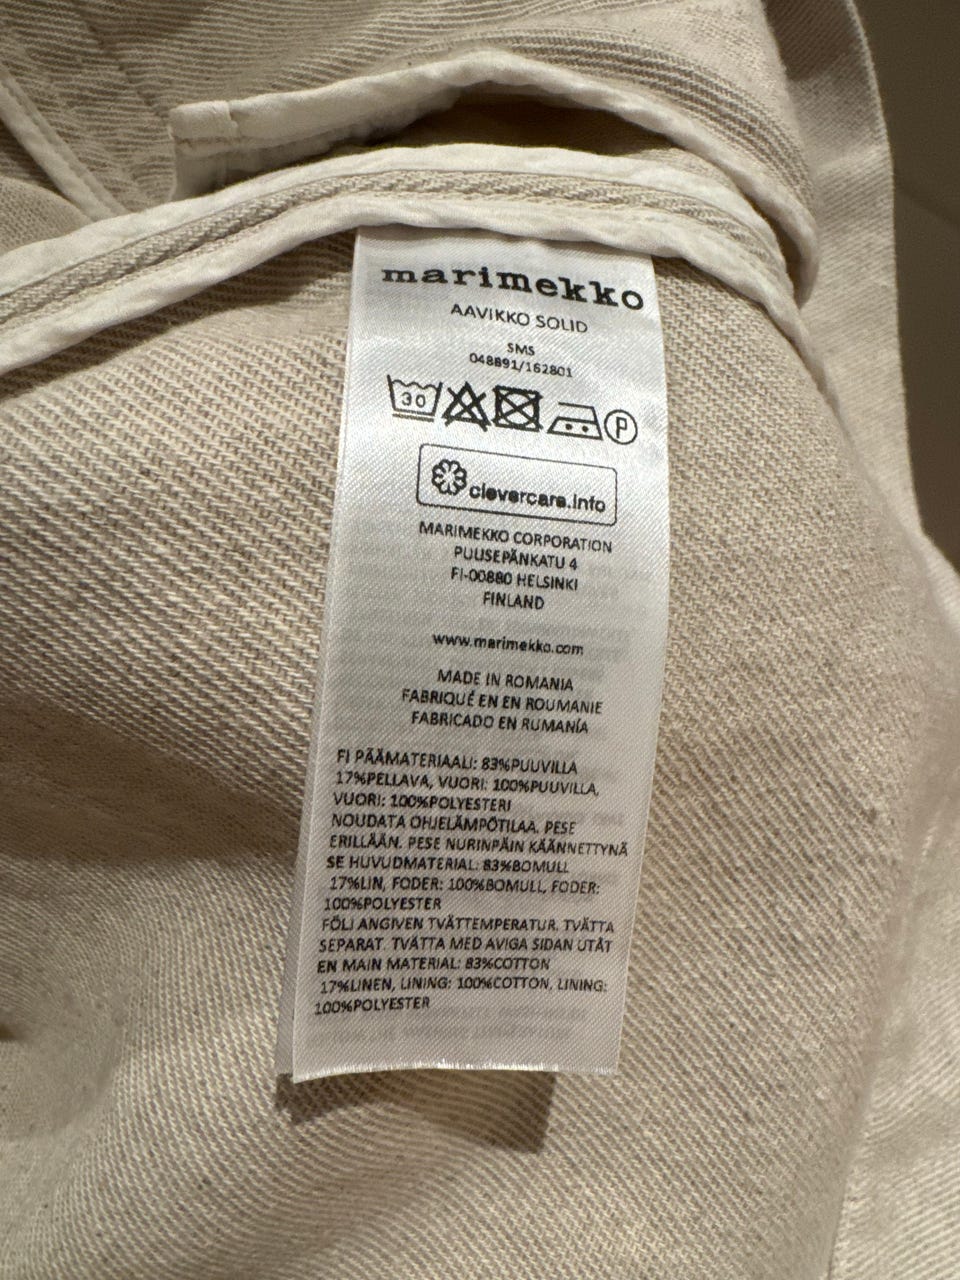 marimekko
AAVIKKO SOLID
SMS
048891/162801
30
P
clevercare.info
MARIMEKKO CORPORATION
PUUSEPÄNKATU 4
FI-00880 HELSINKI
FINLAND
www.marimekko.com
MADE IN ROMANIA
FABRIQUÉ EN EN ROUMANIE
FABRICADO EN RUMANÍA
FI PÄÄMATERIAALI: 83%PUUVILLA
17%PELLAVA, VUORI: 100%PUUVILLA,
VUORI: 100%POLYESTERI
NOUDATA OHJELÄMPÖTILAA. PESE
ERILLÄÄN. PESE NURINPÄIN KÄÄNNETTYNÄ
SE HUVUDMATERIAL: 83%BOMULL
17%LIN, FODER: 100%BOMULL, FODER:
100%POLYESTER
FÖLJ ANGIVEN TVÄTTEMPERATUR. TVÄTTA
SEPARAT. TVÄTTA MED AVIGA SIDAN UTÅT
EN MAIN MATERIAL: 83%COTTON
17%LINEN, LINING: 100%COTTON, LINING:
100%POLYESTER